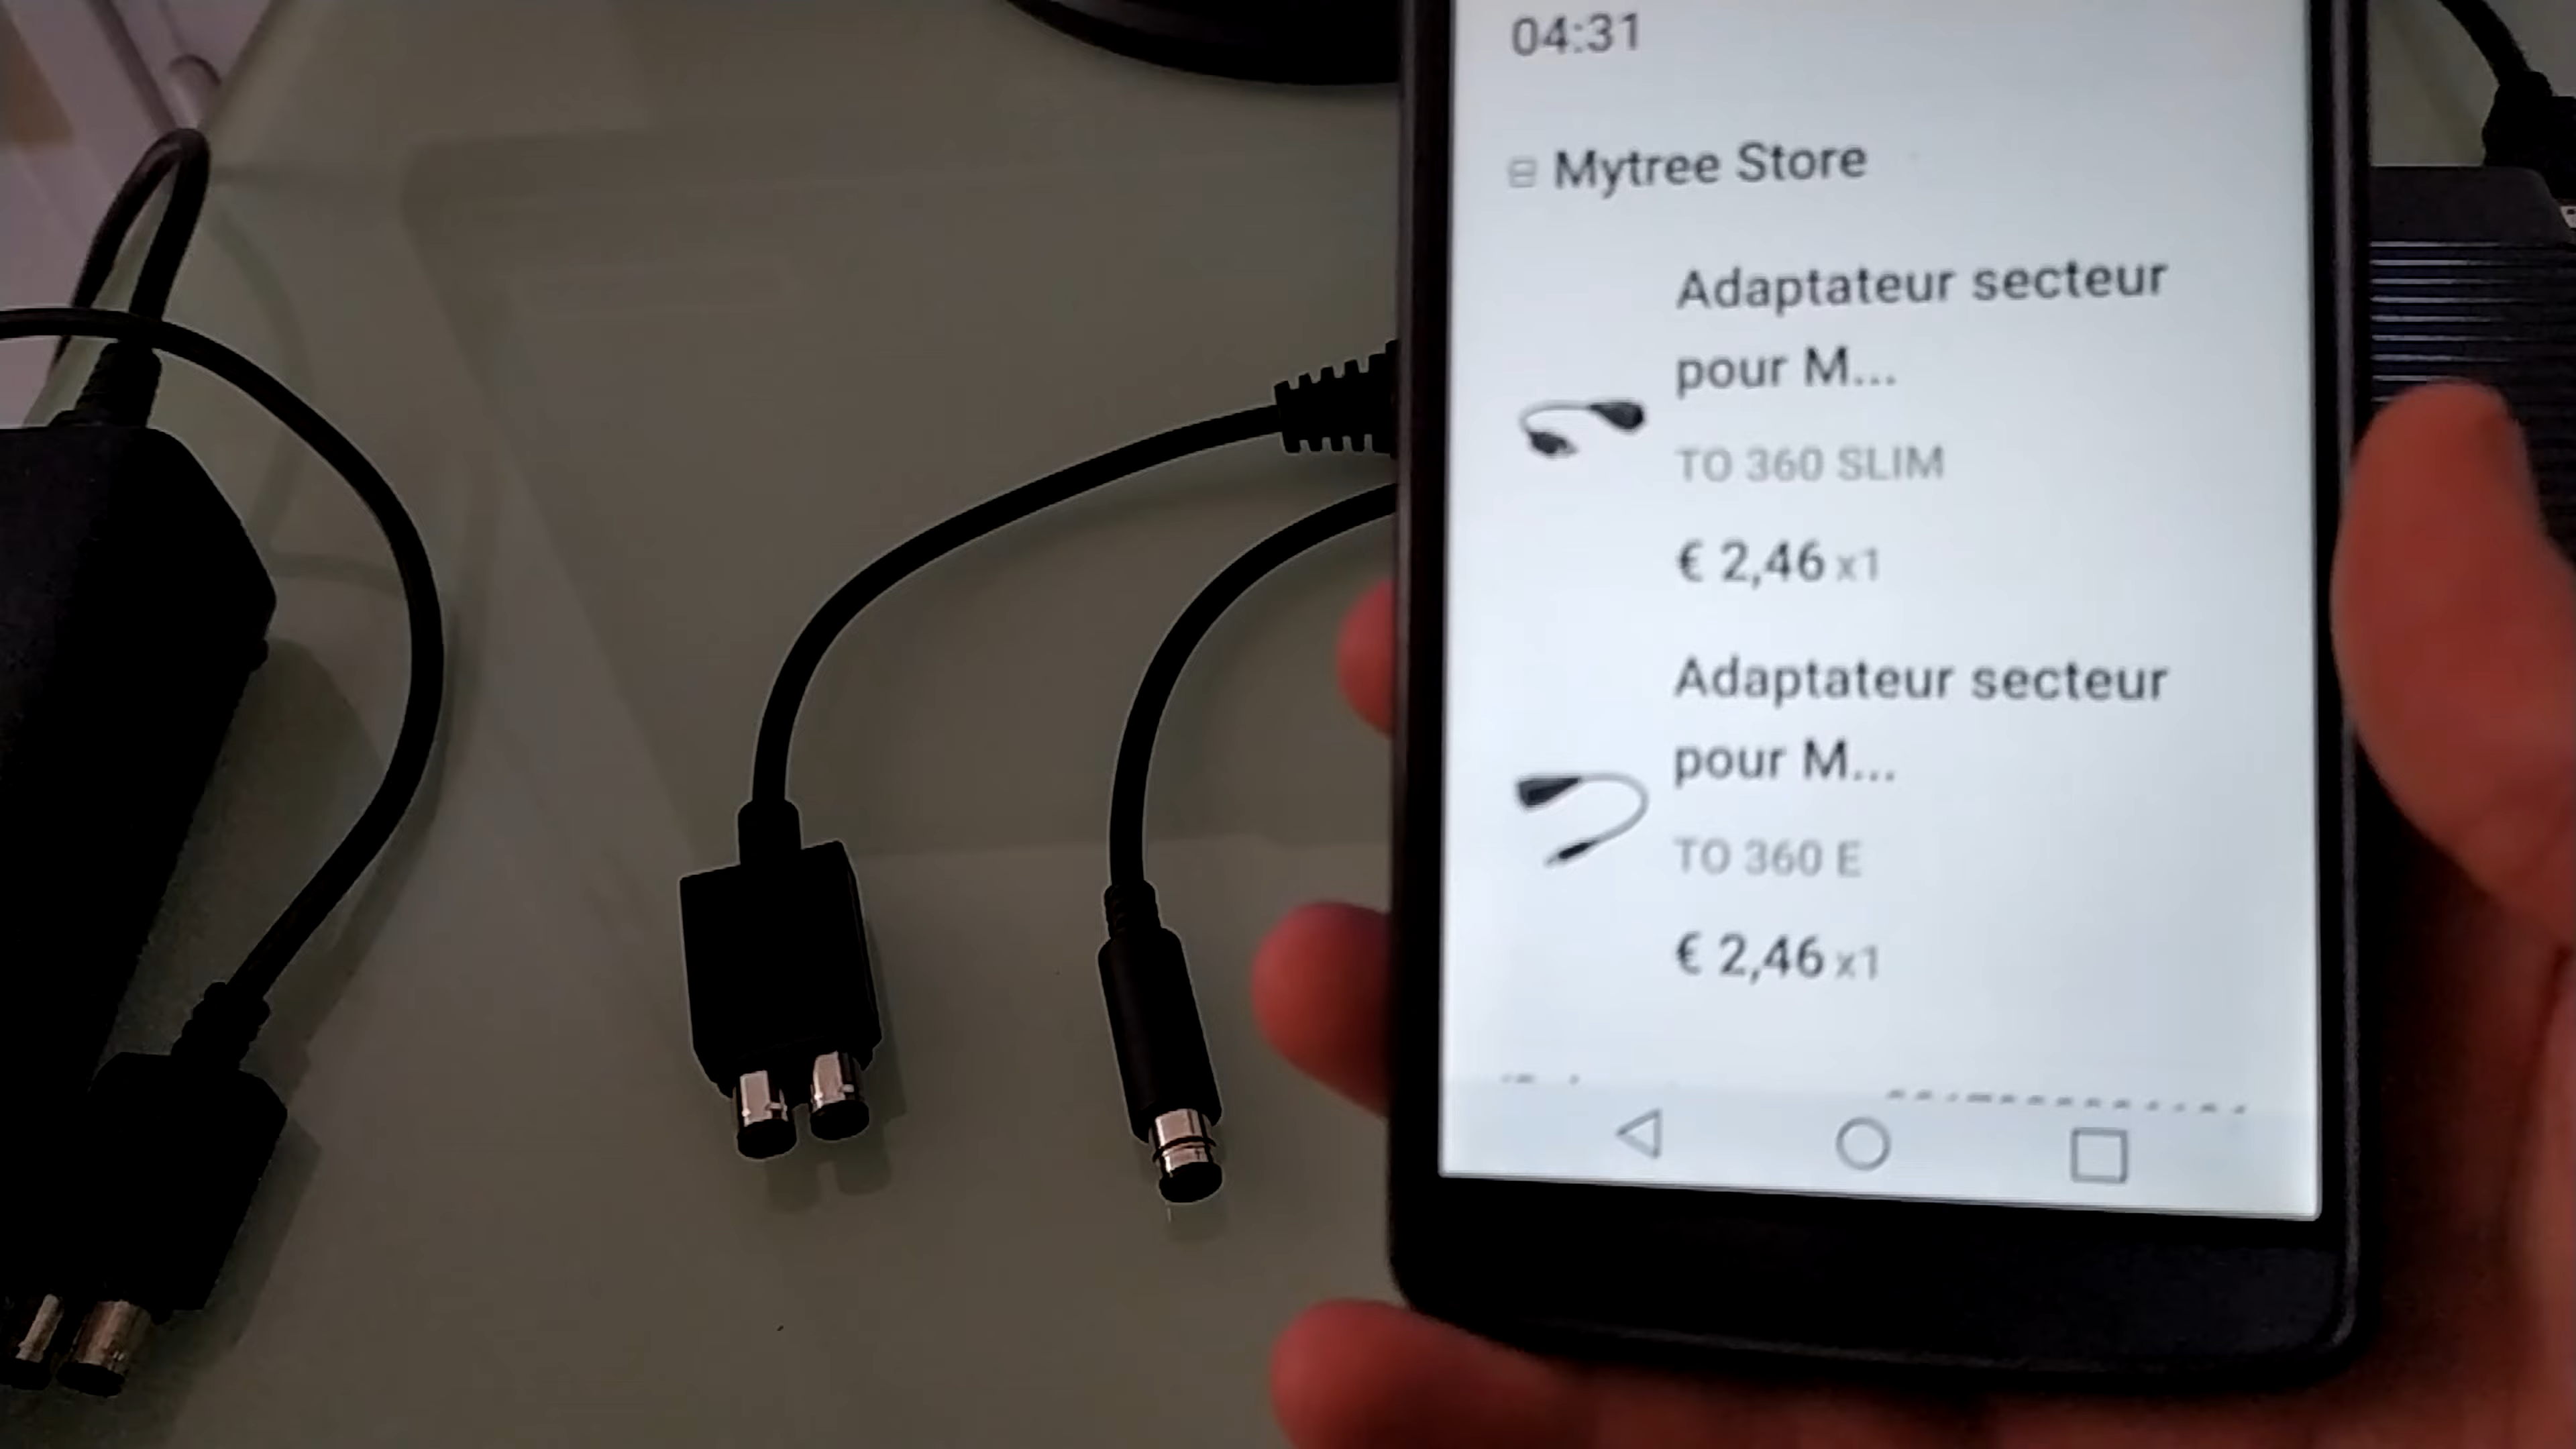 04:31
Mytree Store
Adaptateur secteur
pour M...
TO 360 SLIM
€ 2,46 x1
Adaptateur secteur
pour M...
TO 360 E
€ 2,46 x1